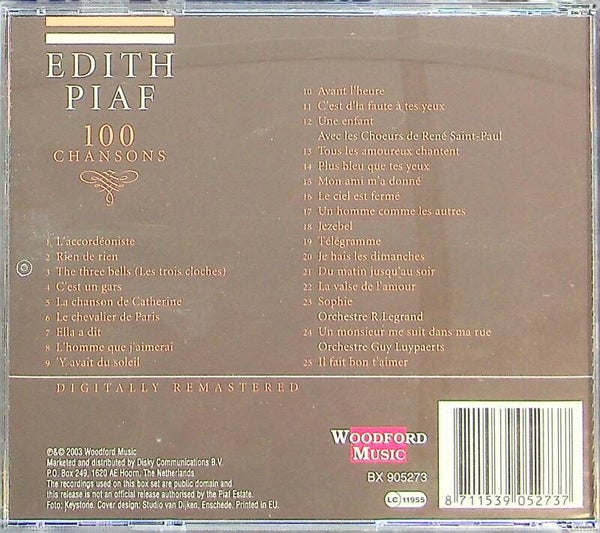 EDITH
PIAF
100
CHANSONS
1 L'accordéoniste
2 Rien de rien
3 The three bells (Les trois cloches)
4 C'est un gars
5 La chanson de Catherine
6 Le chevalier de Paris
7 Ella a dit
8 L'homme que j'aimerai
9 'Y avait du soleil
10 Avant l'heure
11 C'est d'la faute à tes yeux
12 Une enfant
Avec les Choeurs de René Saint-Paul
13 Tous les amoureux chantent
14 Plus bleu que tes yeux
15 Mon ami m'a donné
16 Le ciel est fermé
17 Un homme comme les autres
18 Jezebel
19 Télégramme
20 Je hais les dimanches
21 Du matin jusqu'au soir
22 La valse de l'amour
23 Sophie
Orchestre R.Legrand
24 Un monsieur me suit dans ma rue
Orchestre Guy Luypaerts
25 Il fait bon t'aimer
DIGITALLY REMASTERED
℗&© 2003 Woodford Music
Marketed and distributed by Disky Communications B.V.
P.O. Box 249, 1620 AE Hoorn, The Netherlands
The recordings used on this box set are public domain and
this release is not an official release authorised by the Piaf Estate.
Foto: Keystone. Cover design: Studio van Dijken, Enschede. Printed in EU.
WOODFORD
MUSIC
BX 905273
LC 11955
8 711539 052737